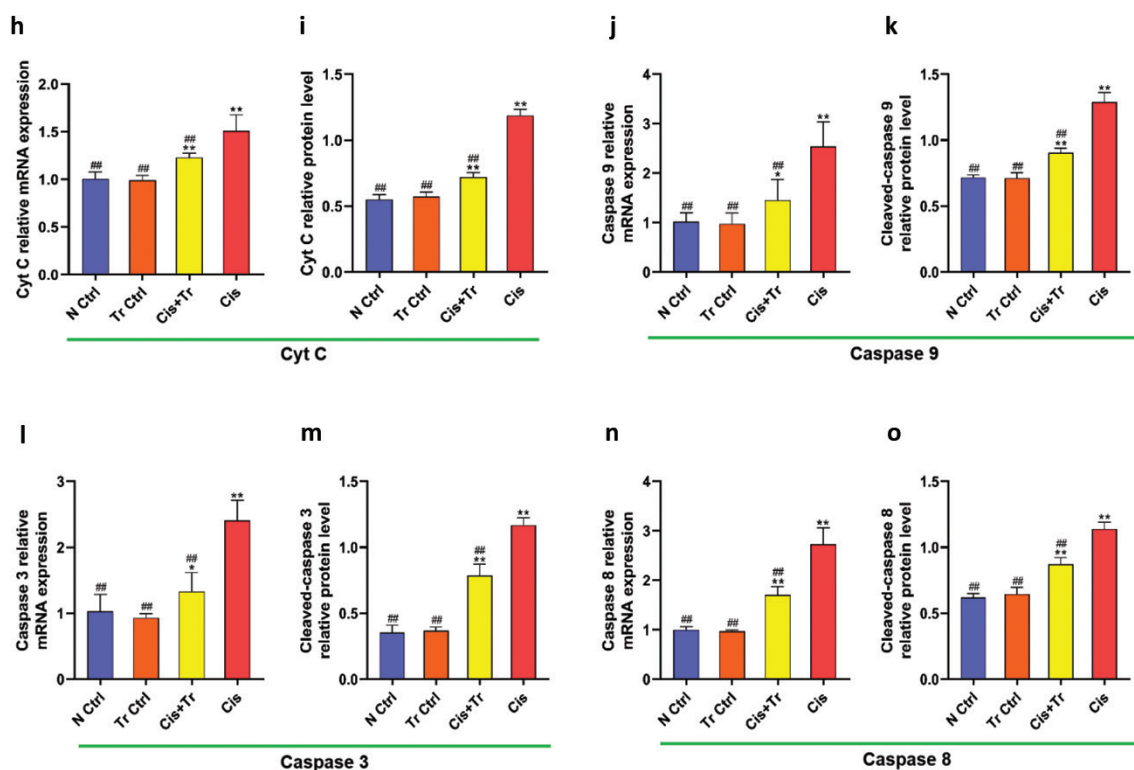 h
Cyt C relative mRNA expression
2.0
1.5
1.0
0.5
0.0
##
##
##
**
**
N Ctrl
Tr Ctrl
Cis+Tr
Cis
i
Cyt C relative protein level
1.5
1.0
0.5
0.0
##
##
##
**
**
N Ctrl
Tr Ctrl
Cis+Tr
Cis
Cyt C
j
Caspase 9 relative
mRNA expression
4
3
2
1
0
##
##
##
*
**
N Ctrl
Tr Ctrl
Cis+Tr
Cis
k
Cleaved-caspase 9
relative protein level
1.5
1.0
0.5
0.0
##
##
##
**
**
N Ctrl
Tr Ctrl
Cis+Tr
Cis
Caspase 9
l
Caspase 3 relative
mRNA expression
3
2
1
0
##
##
##
*
**
N Ctrl
Tr Ctrl
Cis+Tr
Cis
m
Cleaved-caspase 3
relative protein level
1.5
1.0
0.5
0.0
##
##
##
**
**
N Ctrl
Tr Ctrl
Cis+Tr
Cis
Caspase 3
n
Caspase 8 relative
mRNA expression
4
3
2
1
0
##
##
##
**
**
N Ctrl
Tr Ctrl
Cis+Tr
Cis
o
Cleaved-caspase 8
relative protein level
1.5
1.0
0.5
0.0
##
##
##
**
**
N Ctrl
Tr Ctrl
Cis+Tr
Cis
Caspase 8